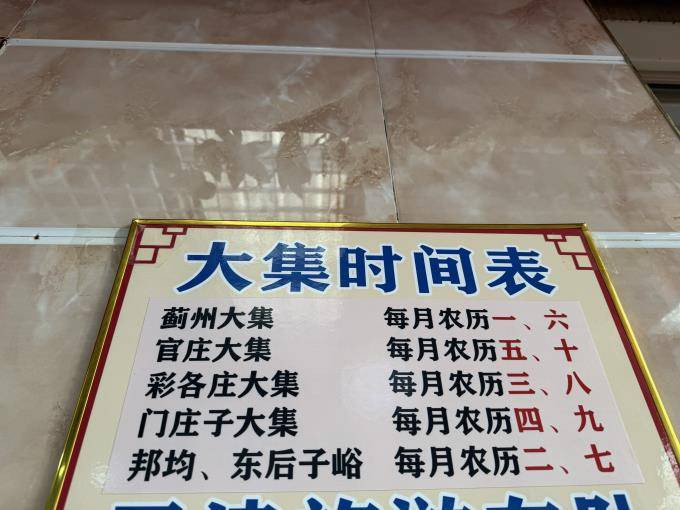 大集时间表
蓟州大集 每月农历一、六
官庄大集 每月农历五、十
彩各庄大集 每月农历三、八
门庄子大集 每月农历四、九
邦均、东后子峪 每月农历二、七